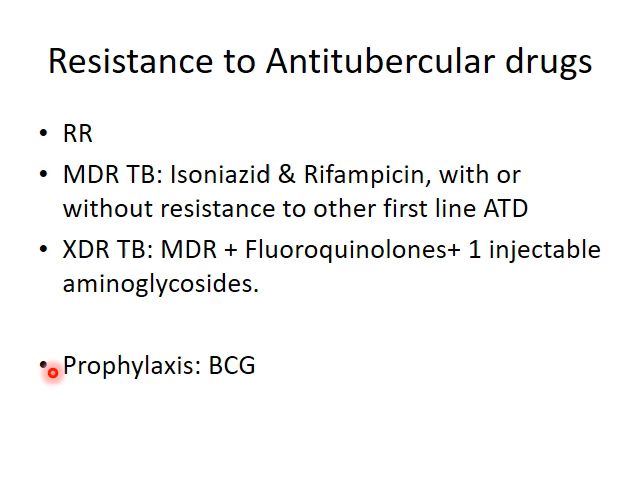 Resistance to Antitubercular drugs
• RR
• MDR TB: Isoniazid & Rifampicin, with or
without resistance to other first line ATD
• XDR TB: MDR + Fluoroquinolones+ 1 injectable
aminoglycosides.
• Prophylaxis: BCG